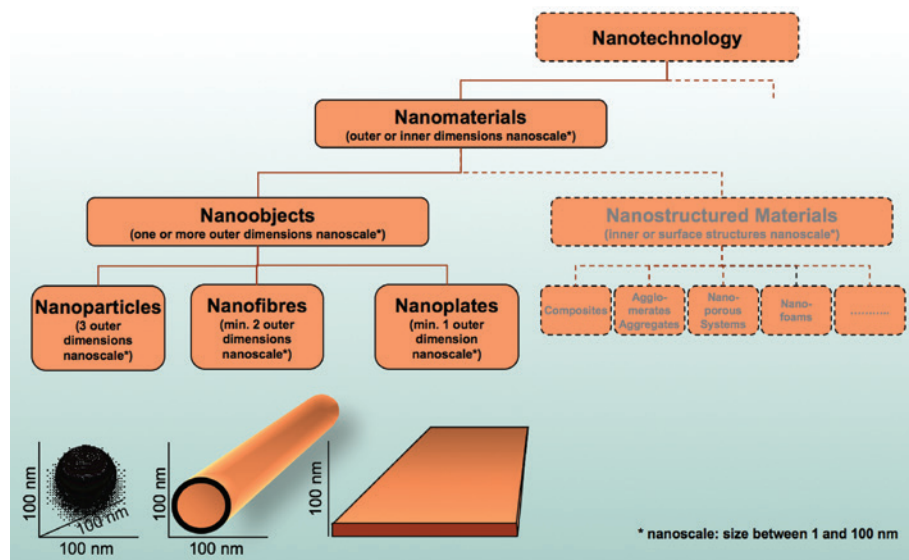 Nanotechnology
Nanomaterials
(outer or inner dimensions nanoscale*)
Nanoobjects
(one or more outer dimensions nanoscale*)
Nanostructured Materials
(inner or surface structures nanoscale*)
Nanoparticles
(3 outer
dimensions
nanoscale*)
Nanofibres
(min. 2 outer
dimensions
nanoscale*)
Nanoplates
(min. 1 outer
dimension
nanoscale*)
Composites
Agglo-
merates
Aggregates
Nano-
porous
Systems
Nano-
foams
...........
100 nm
100 nm
100 nm
100 nm
100 nm
100 nm
* nanoscale: size between 1 and 100 nm